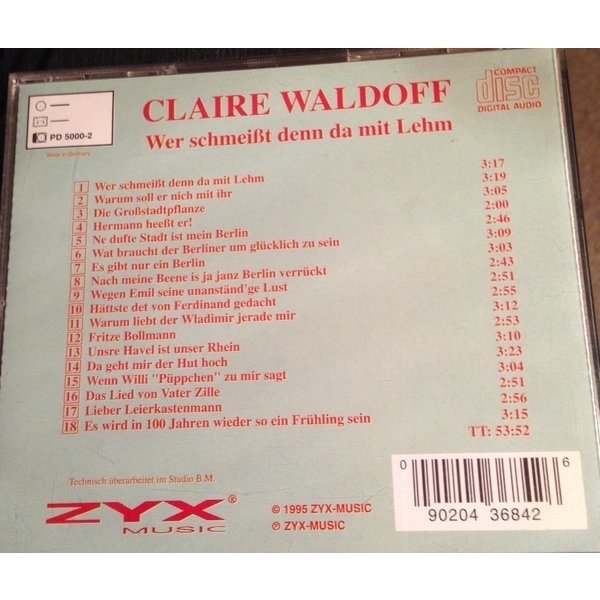 PD 5000-2
Made in Germany
COMPACT
disc
DIGITAL AUDIO
CLAIRE WALDOFF
Wer schmeißt denn da mit Lehm
1 Wer schmeißt denn da mit Lehm 3:17
2 Warum soll er nich mit ihr 3:19
3 Die Großstadtpflanze 3:05
4 Hermann heeßt er! 2:00
5 Ne dufte Stadt ist mein Berlin 2:46
6 Wat braucht der Berliner um glücklich zu sein 3:09
7 Es gibt nur ein Berlin 3:03
8 Nach meine Beene is ja janz Berlin verrückt 2:43
9 Wegen Emil seine unanständ'ge Lust 2:51
10 Hättste det von Ferdinand gedacht 2:55
11 Warum liebt der Wladimir jerade mir 3:12
12 Fritze Bollmann 2:53
13 Unsre Havel ist unser Rhein 3:10
14 Da geht mir der Hut hoch 3:23
15 Wenn Willi "Püppchen" zu mir sagt 3:04
16 Das Lied von Vater Zille 2:51
17 Lieber Leierkastenmann 2:56
18 Es wird in 100 Jahren wieder so ein Frühling sein 3:15
TT: 53:52
Technisch überarbeitet im Studio B.M.
ZYX®
MUSIC
© 1995 ZYX-MUSIC
℗ ZYX-MUSIC
0 90204 36842 6